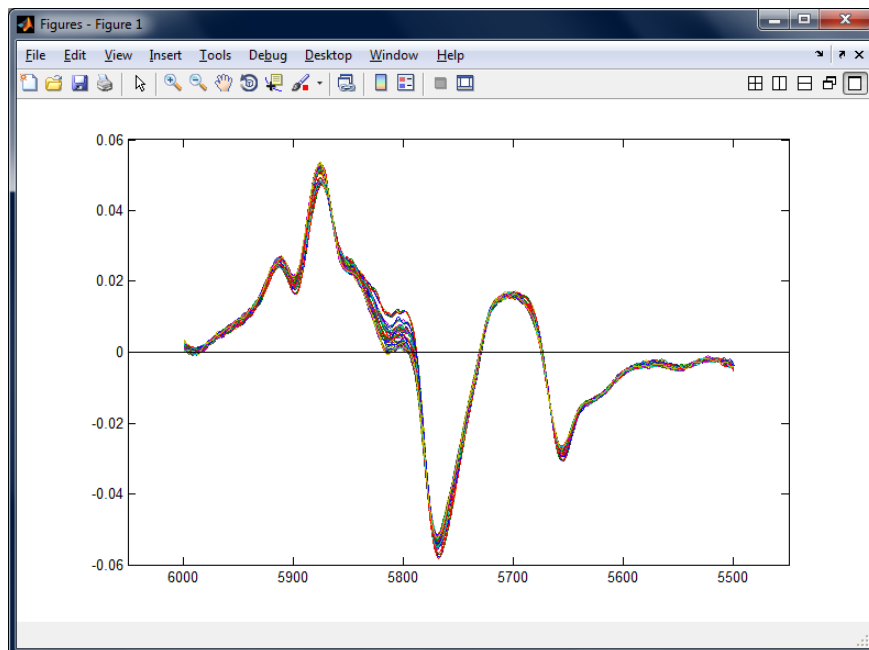 Figures - Figure 1
File Edit View Insert Tools Debug Desktop Window Help
0.06
0.04
0.02
0
-0.02
-0.04
-0.06
6000 5900 5800 5700 5600 5500